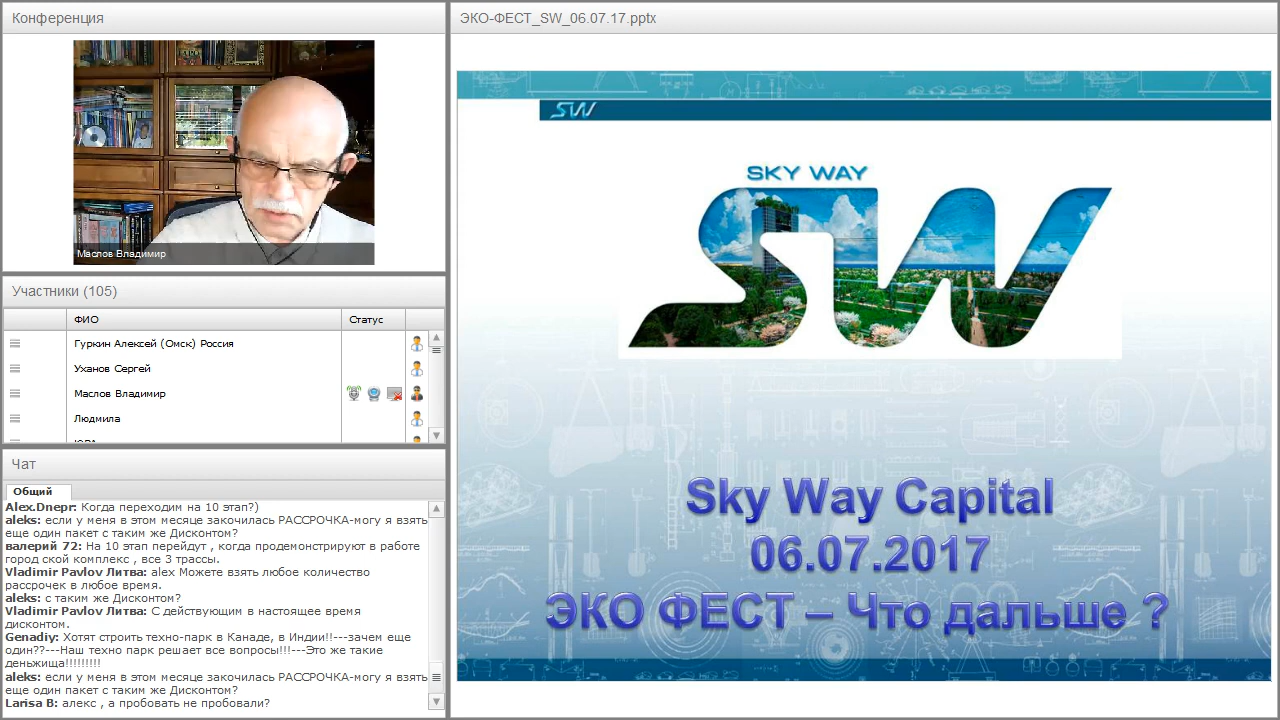 Конференция
Маслов Владимир
Участники (105)
ФИО
Статус
Гуркин Алексей (Омск) Россия
Уханов Сергей
Маслов Владимир
Людмила
Чат
Общий
Alex.Dnepr: Когда переходим на 10 этап?)
aleks: если у меня в этом месяце закочилась РАССРОЧКА-могу я взять
еще один пакет с таким же Дисконтом?
валерий 72: На 10 этап перейдут , когда продемонстрируют в работе
город ской комплекс , все 3 трассы.
Vladimir Pavlov Литва: alex Можете взять любое количество
рассрочек в любое время.
aleks: с таким же Дисконтом?
Vladimir Pavlov Литва: С действующим в настоящее время
дисконтом.
Genadiy: Хотят строить техно-парк в Канаде, в Индии!!---зачем еще
один??---Наш техно парк решает все вопросы!!!---Это же такие
деньжища!!!!!!!!!
aleks: если у меня в этом месяце закочилась РАССРОЧКА-могу я взять
еще один пакет с таким же Дисконтом?
Larisa B: алекс , а пробовать не пробовали?
ЭКО-ФЕСТ_SW_06.07.17.pptx
SW
SKY WAY
SW
Sky Way Capital
06.07.2017
ЭКО ФЕСТ – Что дальше ?